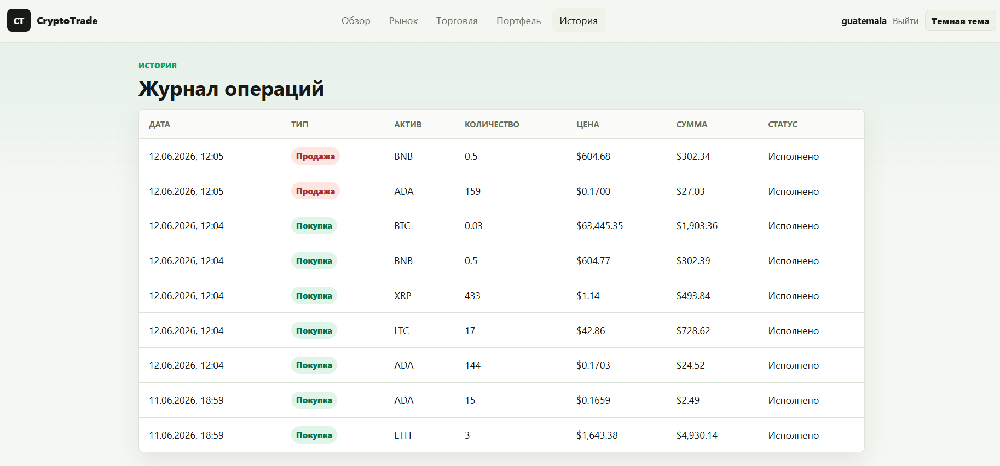 CT CryptoTrade Обзор Рынок Торговля Портфель История guatemala Выйти Темная тема
ИСТОРИЯ
Журнал операций
ДАТА ТИП АКТИВ КОЛИЧЕСТВО ЦЕНА СУММА СТАТУС
12.06.2026, 12:05 Продажа BNB 0.5 $604.68 $302.34 Исполнено
12.06.2026, 12:05 Продажа ADA 159 $0.1700 $27.03 Исполнено
12.06.2026, 12:04 Покупка BTC 0.03 $63,445.35 $1,903.36 Исполнено
12.06.2026, 12:04 Покупка BNB 0.5 $604.77 $302.39 Исполнено
12.06.2026, 12:04 Покупка XRP 433 $1.14 $493.84 Исполнено
12.06.2026, 12:04 Покупка LTC 17 $42.86 $728.62 Исполнено
12.06.2026, 12:04 Покупка ADA 144 $0.1703 $24.52 Исполнено
11.06.2026, 18:59 Покупка ADA 15 $0.1659 $2.49 Исполнено
11.06.2026, 18:59 Покупка ETH 3 $1,643.38 $4,930.14 Исполнено